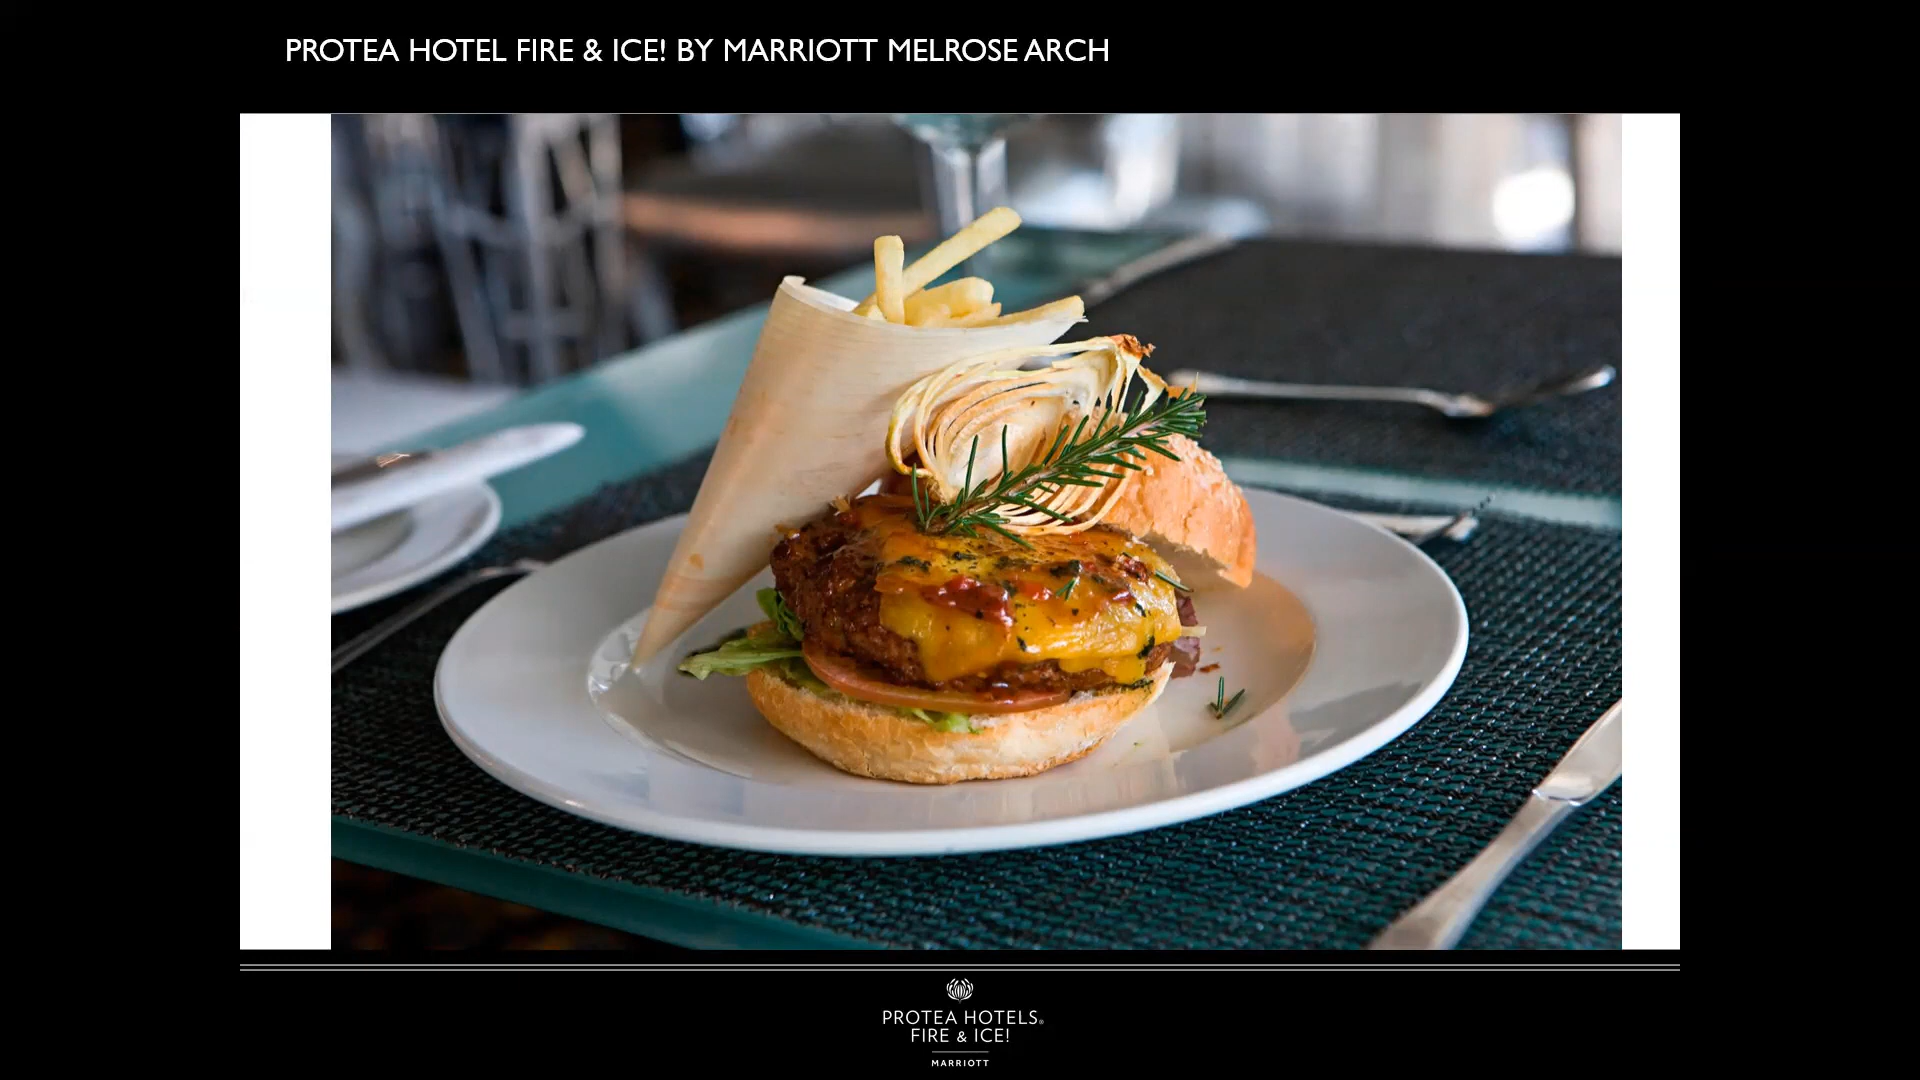 PROTEA HOTEL FIRE & ICE! BY MARRIOTT MELROSE ARCH
PROTEA HOTELS®
FIRE & ICE!
MARRIOTT